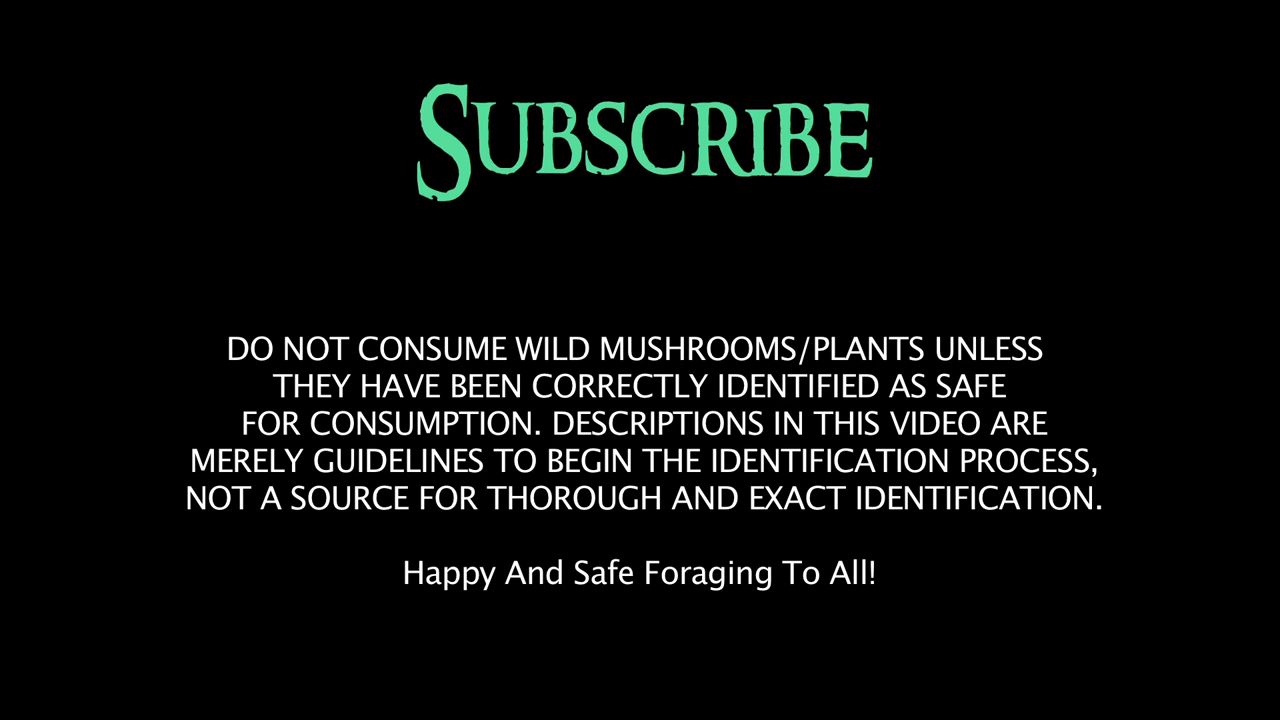 SUBSCRIBE
DO NOT CONSUME WILD MUSHROOMS/PLANTS UNLESS
THEY HAVE BEEN CORRECTLY IDENTIFIED AS SAFE
FOR CONSUMPTION. DESCRIPTIONS IN THIS VIDEO ARE
MERELY GUIDELINES TO BEGIN THE IDENTIFICATION PROCESS,
NOT A SOURCE FOR THOROUGH AND EXACT IDENTIFICATION.
Happy And Safe Foraging To All!